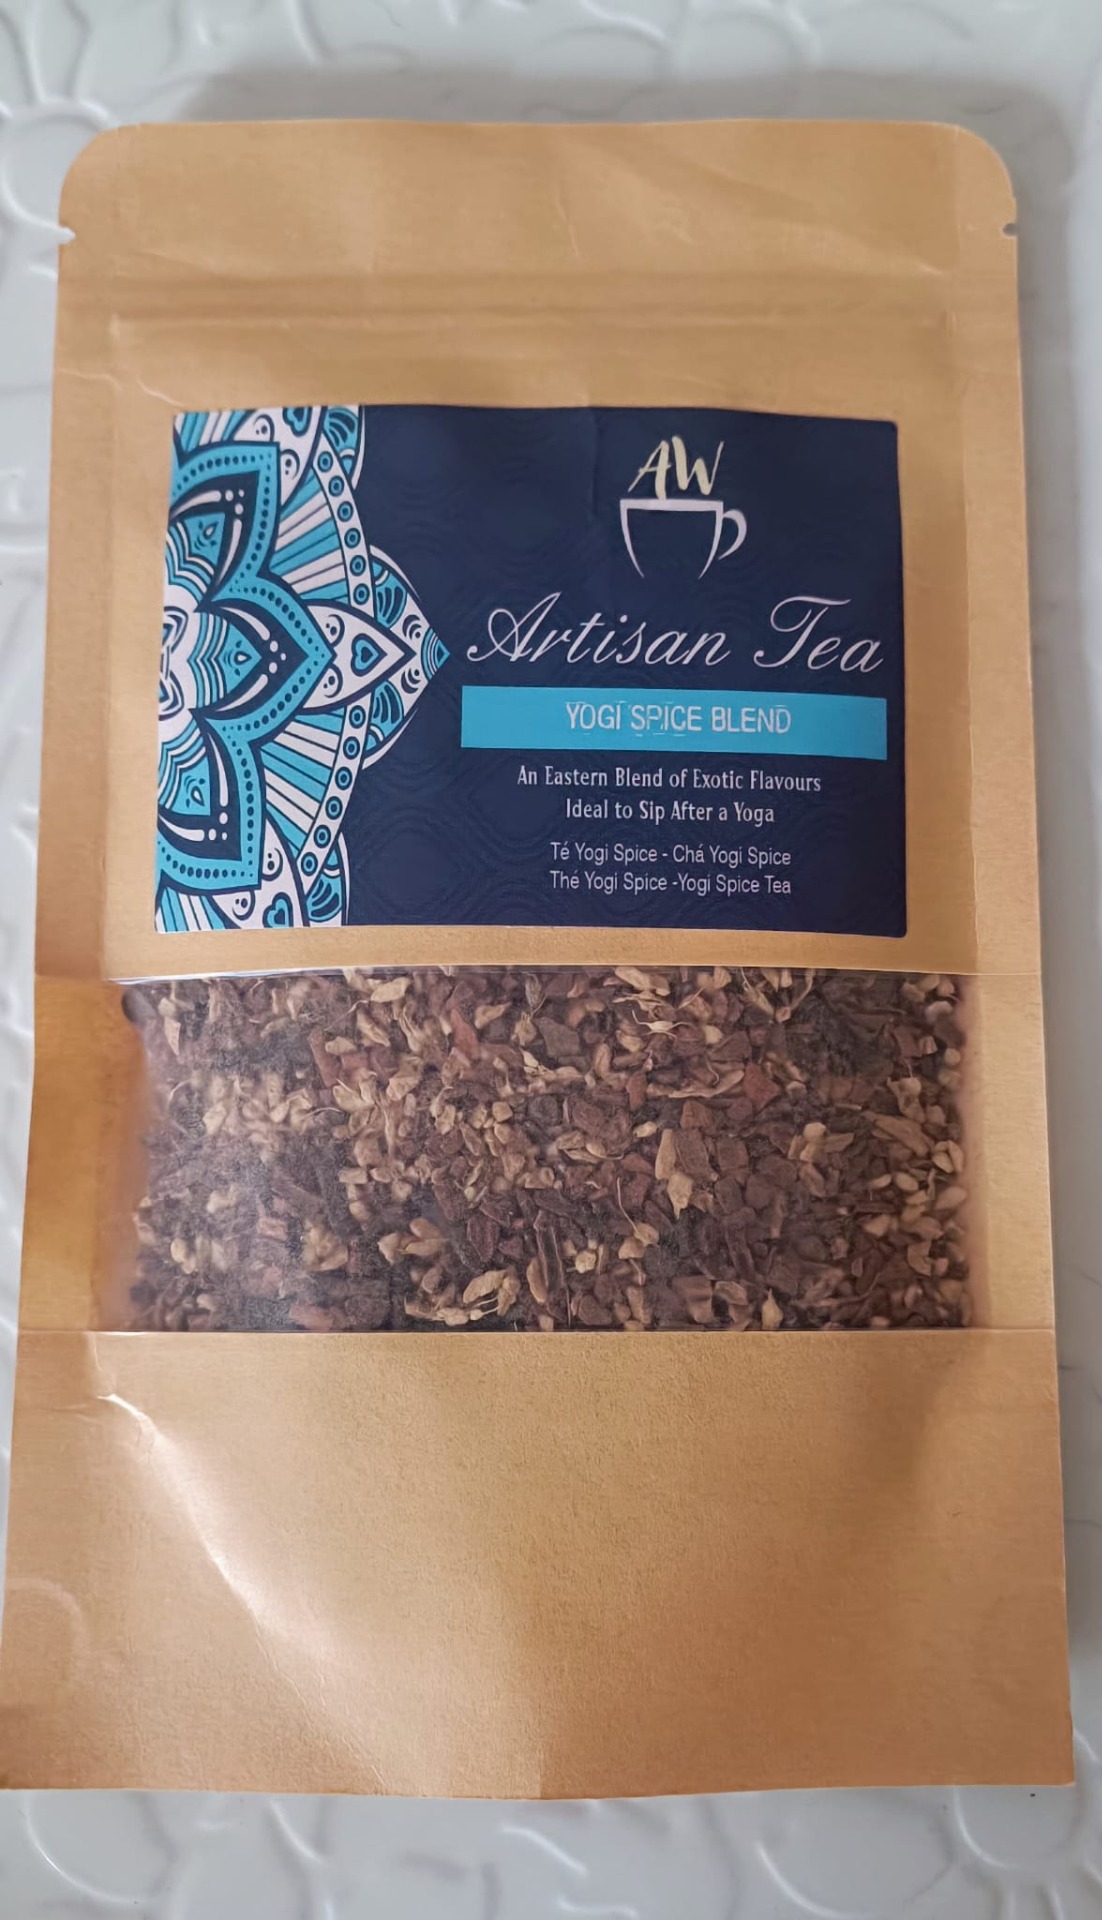 AW
Artisan Tea
YOGI SPICE BLEND
An Eastern Blend of Exotic Flavours
Ideal to Sip After a Yoga
Té Yogi Spice - Chá Yogi Spice
Thé Yogi Spice -Yogi Spice Tea